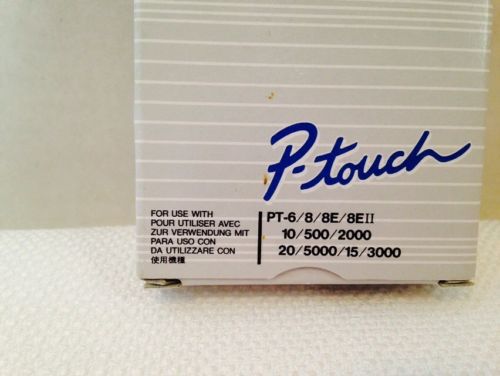 P-touch
FOR USE WITH
POUR UTILISER AVEC
ZUR VERWENDUNG MIT
PARA USO CON
DA UTILIZZARE CON
使用機種
PT-6/8/8E/8EII
10/500/2000
20/5000/15/3000